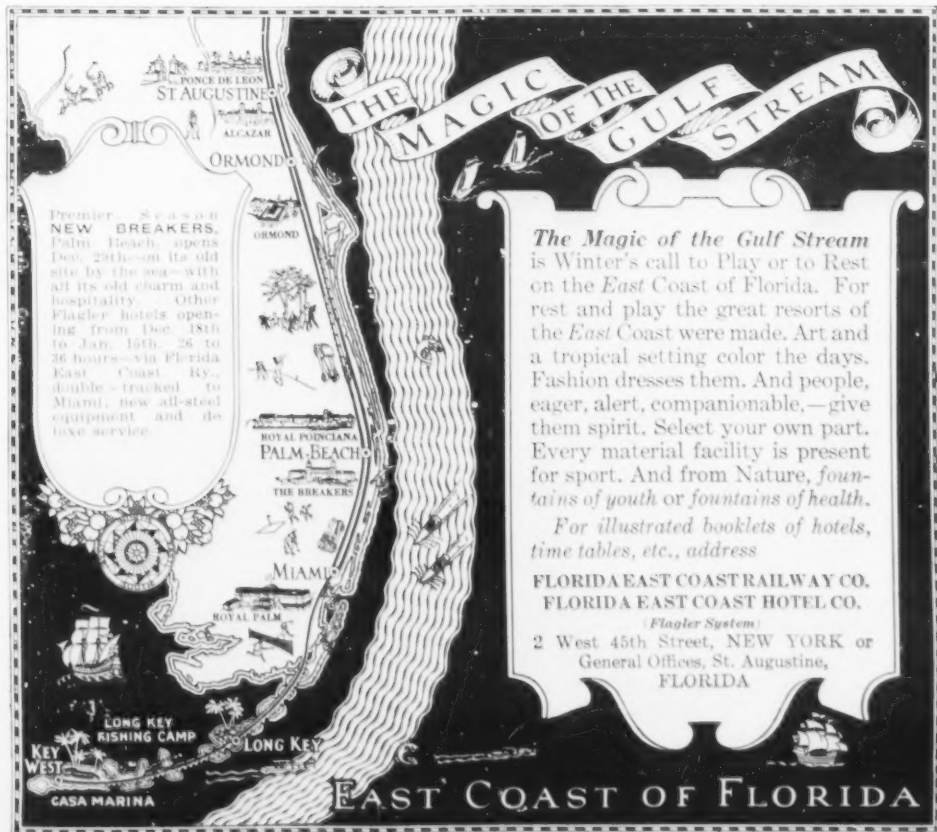 THE MAGIC OF THE GULF STREAM
PONCE DE LEON
ST AUGUSTINE
ALCAZAR
ORMOND
ORMOND
Premier Season
NEW BREAKERS,
Palm Beach, opens
Dec. 29th—on its old
site by the sea—with
all its old charm and
hospitality. Other
Flagler hotels open-
ing from Dec. 18th
to Jan. 15th. 26 to
36 hours—via Florida
East Coast Ry.,
double-tracked to
Miami, new all-steel
equipment and de
luxe service.
ROYAL POINCIANA
PALM BEACH
THE BREAKERS
MIAMI
ROYAL PALM
LONG KEY
FISHING CAMP
LONG KEY
KEY
WEST
CASA MARINA
The Magic of the Gulf Stream
is Winter's call to Play or to Rest
on the East Coast of Florida. For
rest and play the great resorts of
the East Coast were made. Art and
a tropical setting color the days.
Fashion dresses them. And people,
eager, alert, companionable,—give
them spirit. Select your own part.
Every material facility is present
for sport. And from Nature, foun-
tains of youth or fountains of health.
For illustrated booklets of hotels,
time tables, etc., address
FLORIDA EAST COAST RAILWAY CO.
FLORIDA EAST COAST HOTEL CO.
(Flagler System)
2 West 45th Street, NEW YORK or
General Offices, St. Augustine,
FLORIDA
EAST COAST OF FLORIDA